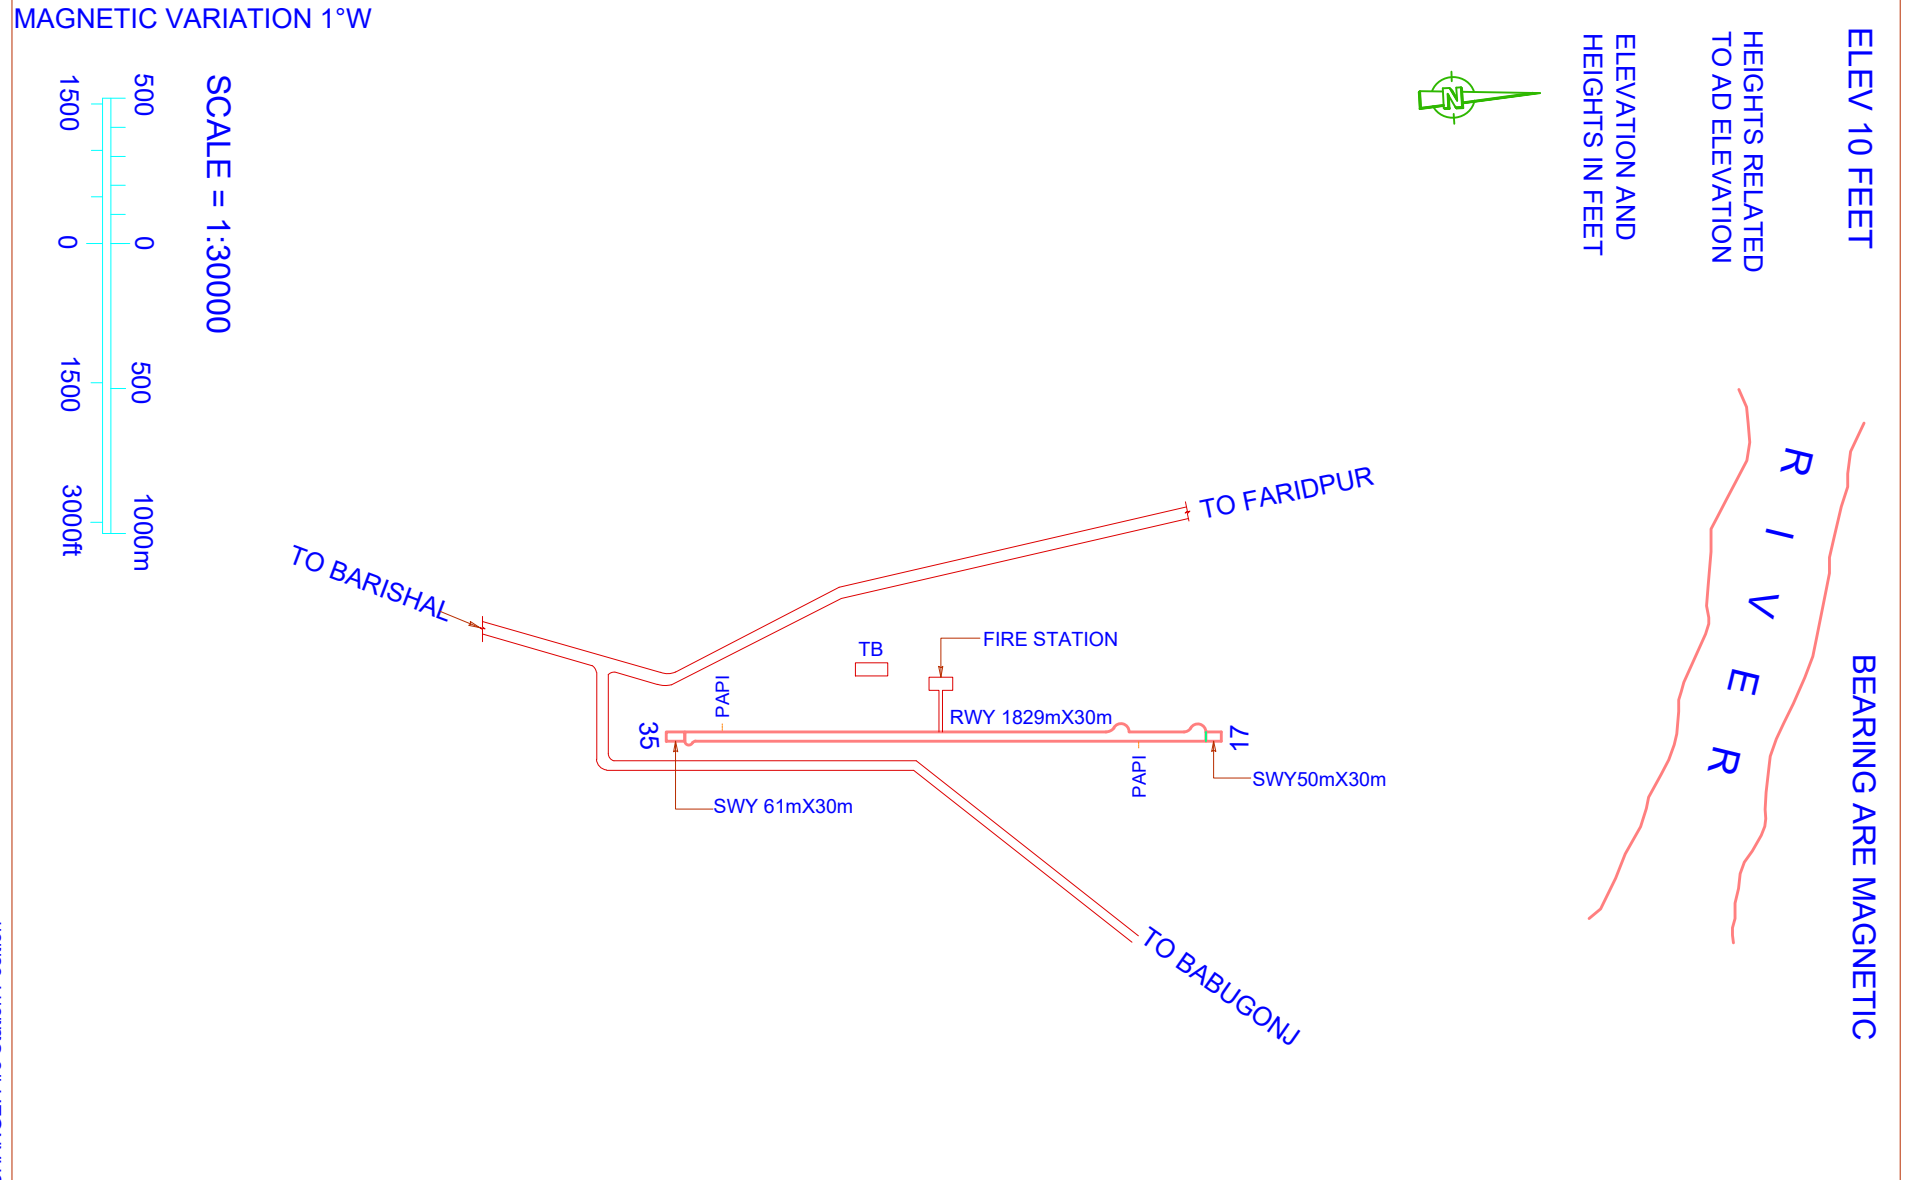 MAGNETIC VARIATION 1°W
ELEV 10 FEET
HEIGHTS RELATED
TO AD ELEVATION
ELEVATION AND
HEIGHTS IN FEET
N
BEARING ARE MAGNETIC
SCALE = 1:30000
500 0 500 1000m
1500 0 1500 3000ft
RIVER
TO FARIDPUR
TO BARISHAL
TB
FIRE STATION
PAPI
RWY 1829mX30m
35
17
PAPI
SWY50mX30m
SWY 61mX30m
TO BABUGONJ